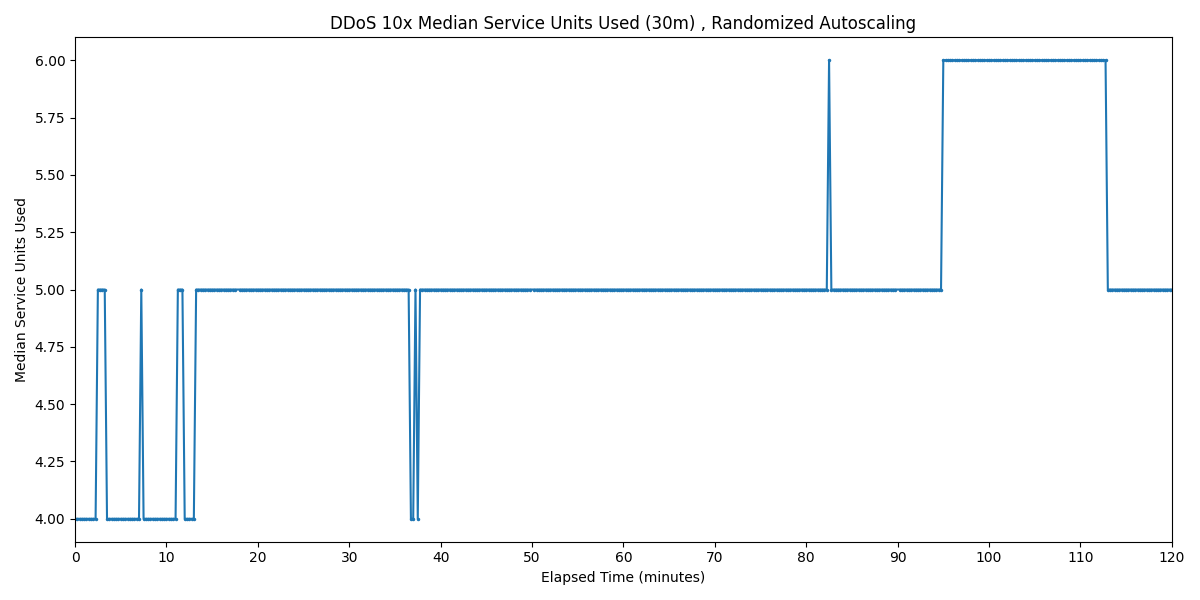 DDoS 10x Median Service Units Used (30m) , Randomized Autoscaling
6.00
5.75
5.50
5.25
5.00
4.75
4.50
4.25
4.00
Median Service Units Used
0 10 20 30 40 50 60 70 80 90 100 110 120
Elapsed Time (minutes)